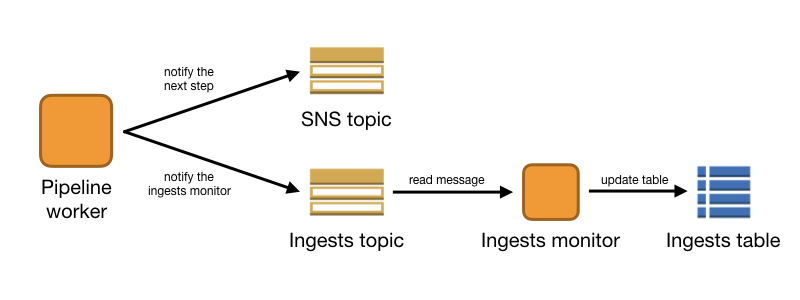 notify the
next step
SNS topic
Pipeline
worker
notify the
ingests monitor
Ingests topic
read message
Ingests monitor
update table
Ingests table